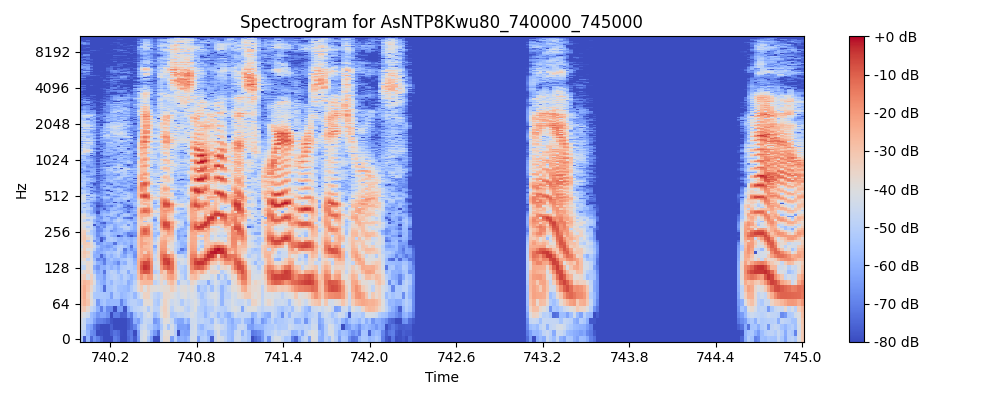 Spectrogram for AsNTP8Kwu80_740000_745000
8192
4096
2048
1024
512
256
128
64
0
Hz
740.2 740.8 741.4 742.0 742.6 743.2 743.8 744.4 745.0
Time
+0 dB
-10 dB
-20 dB
-30 dB
-40 dB
-50 dB
-60 dB
-70 dB
-80 dB